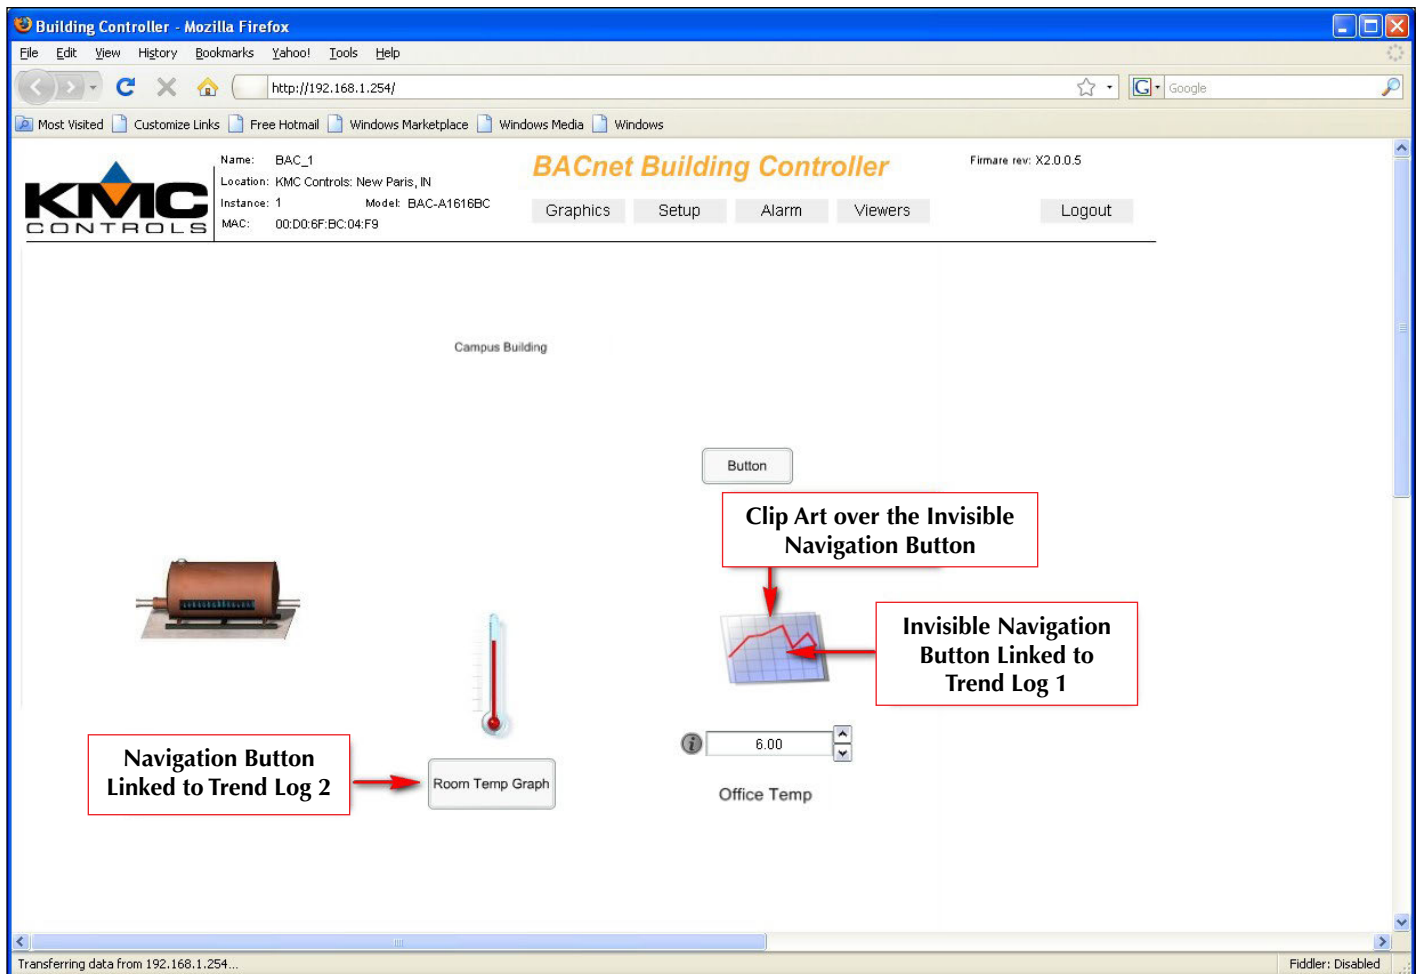 Building Controller - Mozilla Firefox
File Edit View History Bookmarks Yahoo! Tools Help
http://192.168.1.254/
G Google
Most Visited Customize Links Free Hotmail Windows Marketplace Windows Media Windows
KMC
CONTROLS
Name: BAC_1
Location: KMC Controls: New Paris, IN
Instance: 1 Model: BAC-A1616BC
MAC: 00:D0:6F:BC:04:F9
BACnet Building Controller
Firmare rev: X2.0.0.5
Graphics Setup Alarm Viewers Logout
Campus Building
Button
Clip Art over the Invisible
Navigation Button
Invisible Navigation
Button Linked to
Trend Log 1
Navigation Button
Linked to Trend Log 2
Room Temp Graph
i 6.00
Office Temp
Transferring data from 192.168.1.254...
Fiddler: Disabled